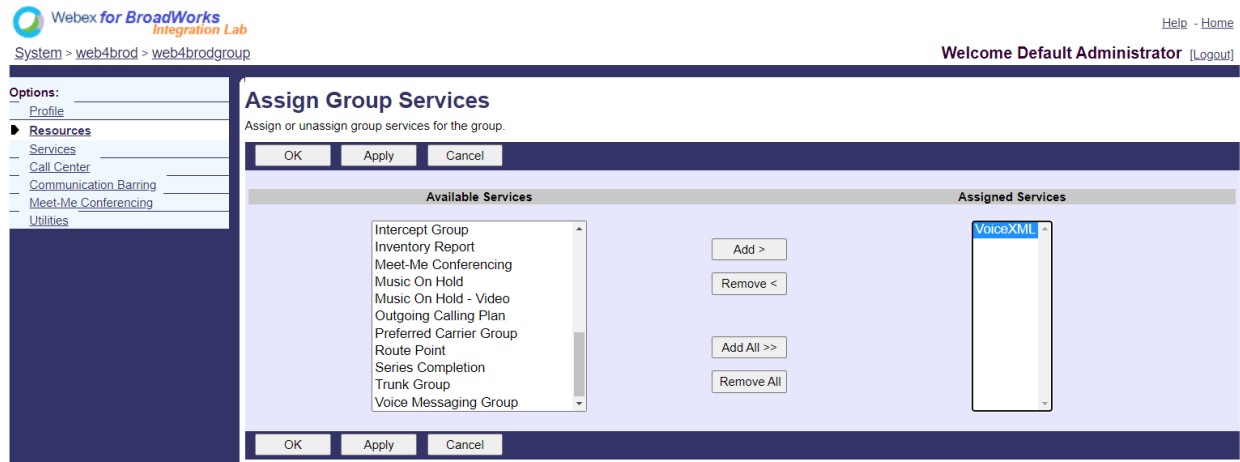 Webex for BroadWorks
Integration Lab
Help - Home
System > web4brod > web4brodgroup
Welcome Default Administrator [Logout]
Options:
Profile
Resources
Services
Call Center
Communication Barring
Meet-Me Conferencing
Utilities
Assign Group Services
Assign or unassign group services for the group.
OK Apply Cancel
Available Services Assigned Services
Intercept Group
Inventory Report
Meet-Me Conferencing
Music On Hold
Music On Hold - Video
Outgoing Calling Plan
Preferred Carrier Group
Route Point
Series Completion
Trunk Group
Voice Messaging Group
Add >
Remove <
Add All >>
Remove All
VoiceXML
OK Apply Cancel